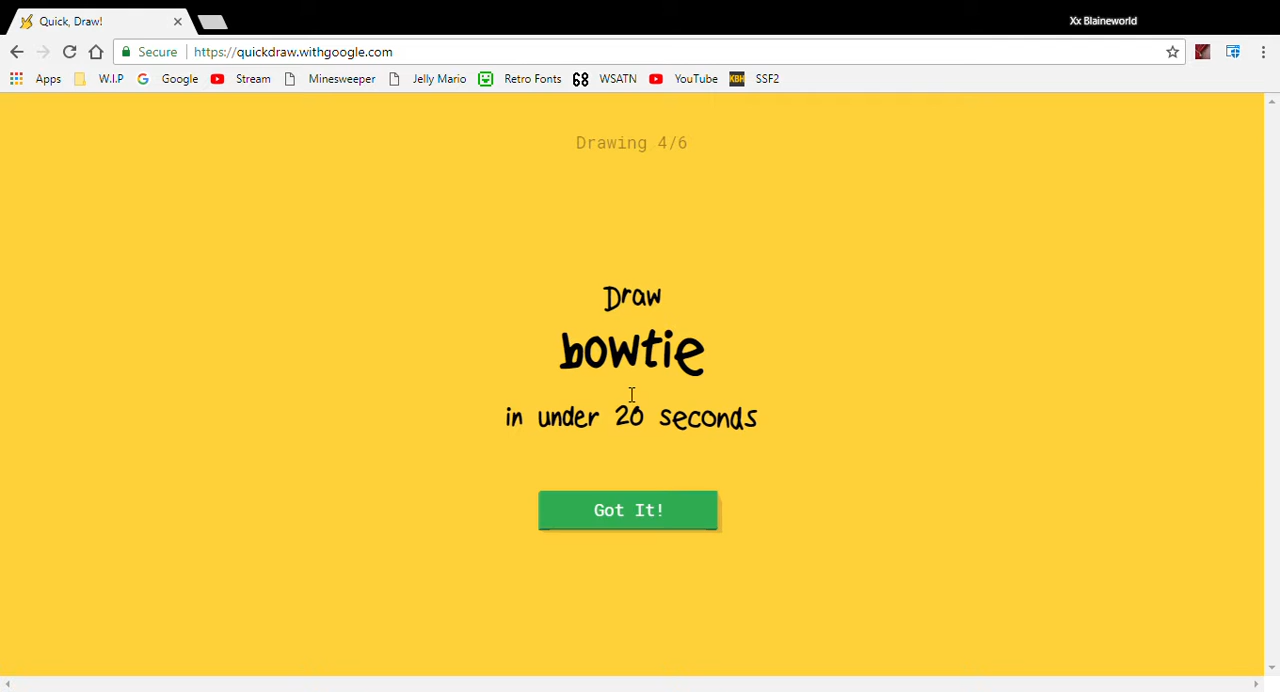 Quick, Draw!
Xx Blaineworld
Secure https://quickdraw.withgoogle.com
Apps W.I.P Google Stream Minesweeper Jelly Mario Retro Fonts 68 WSATN YouTube KBH SSF2
Drawing 4/6
Draw
bowtie
in under 20 seconds
Got It!